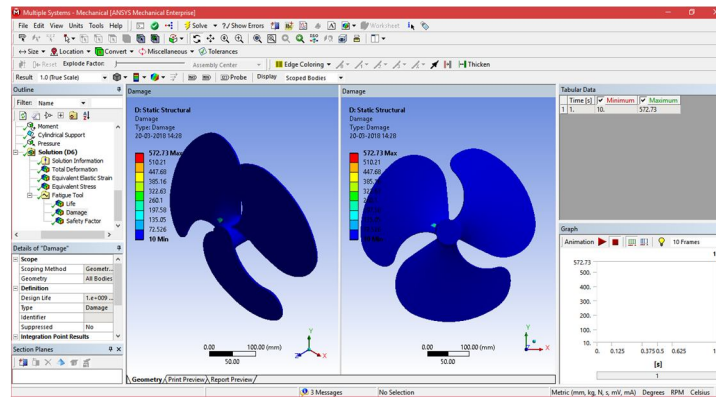 Multiple Systems - Mechanical [ANSYS Mechanical Enterprise]
File Edit View Units Tools Help Solve ?/ Show Errors Worksheet
Size Location Convert Miscellaneous Tolerances
Reset Explode Factor: Assembly Center Edge Coloring Thicken
Result 1.0 (True Scale) Probe Display Scoped Bodies
Outline
Filter: Name
Moment
Cylindrical Support
Pressure
Solution (D6)
Solution Information
Total Deformation
Equivalent Elastic Strain
Equivalent Stress
Fatigue Tool
Life
Damage
Safety Factor
Details of "Damage"
Scope
Scoping Method Geometr...
Geometry All Bodies
Definition
Design Life 1.e+009 ...
Type Damage
Identifier
Suppressed No
Integration Point Results
Section Planes
Damage
D: Static Structural
Damage
Type: Damage
20-03-2018 14:28
572.73 Max
510.21
447.68
385.16
322.63
260.1
197.58
135.05
72.526
10 Min
0.00 100.00 (mm)
50.00
Z Y X
Damage
D: Static Structural
Damage
Type: Damage
20-03-2018 14:28
572.73 Max
510.21
447.68
385.16
322.63
72.526
10 Min
0.00 100.00 (mm)
50.00
Y X
Geometry Print Preview Report Preview
Tabular Data
Time [s] Minimum Maximum
1 1. 10. 572.73
Graph
Animation 10 Frames
1
572.73
500.
400.
300.
200.
100.
10.
0. 0.125 0.375 0.5 0.625
[s]
1
3 Messages No Selection Metric (mm, kg, N, s, mV, mA) Degrees RPM Celsius